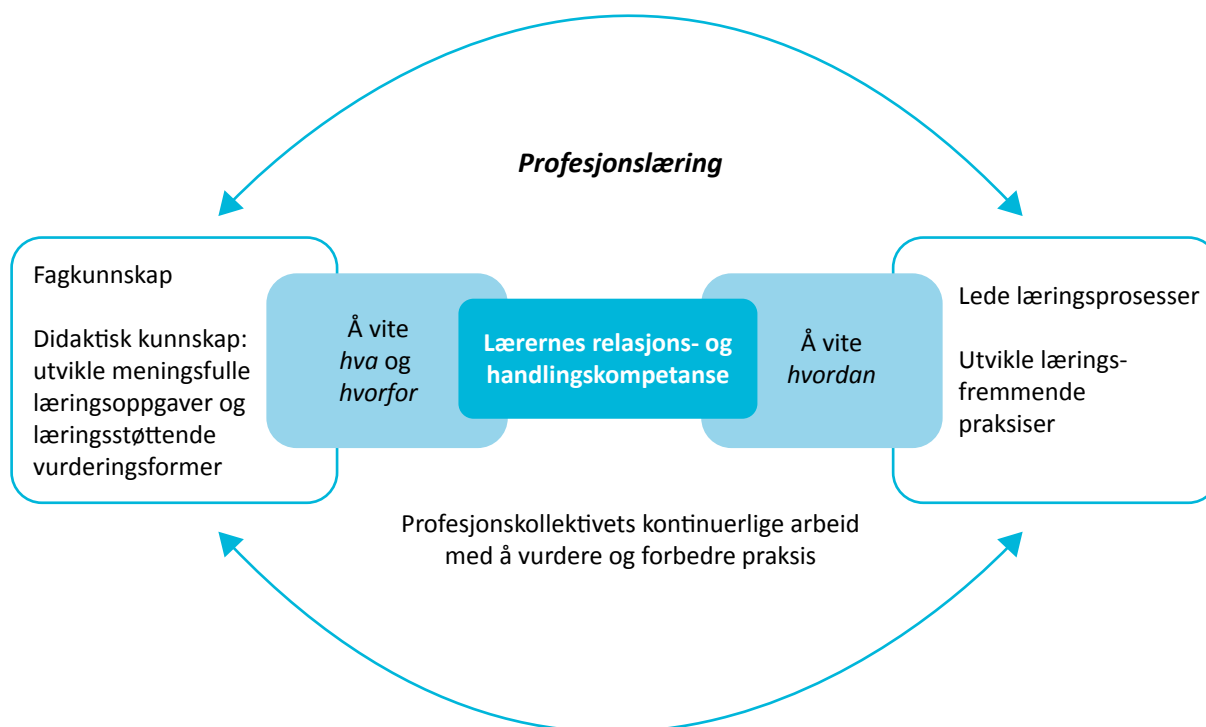 Profesjonslæring
Fagkunnskap
Didaktisk kunnskap:
utvikle meningsfulle
læringsoppgaver og
læringsstøttende
vurderingsformer
Å vite
hva og
hvorfor
Lærernes relasjons- og
handlingskompetanse
Å vite
hvordan
Lede læringsprosesser
Utvikle lærings-
fremmende
praksiser
Profesjonskollektivets kontinuerlige arbeid
med å vurdere og forbedre praksis